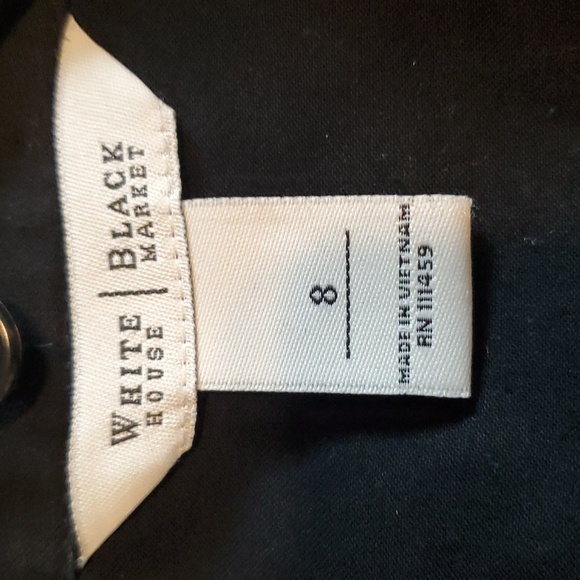 WHITE | BLACK
HOUSE | MARKET
8
MADE IN VIETNAM
RN 111459